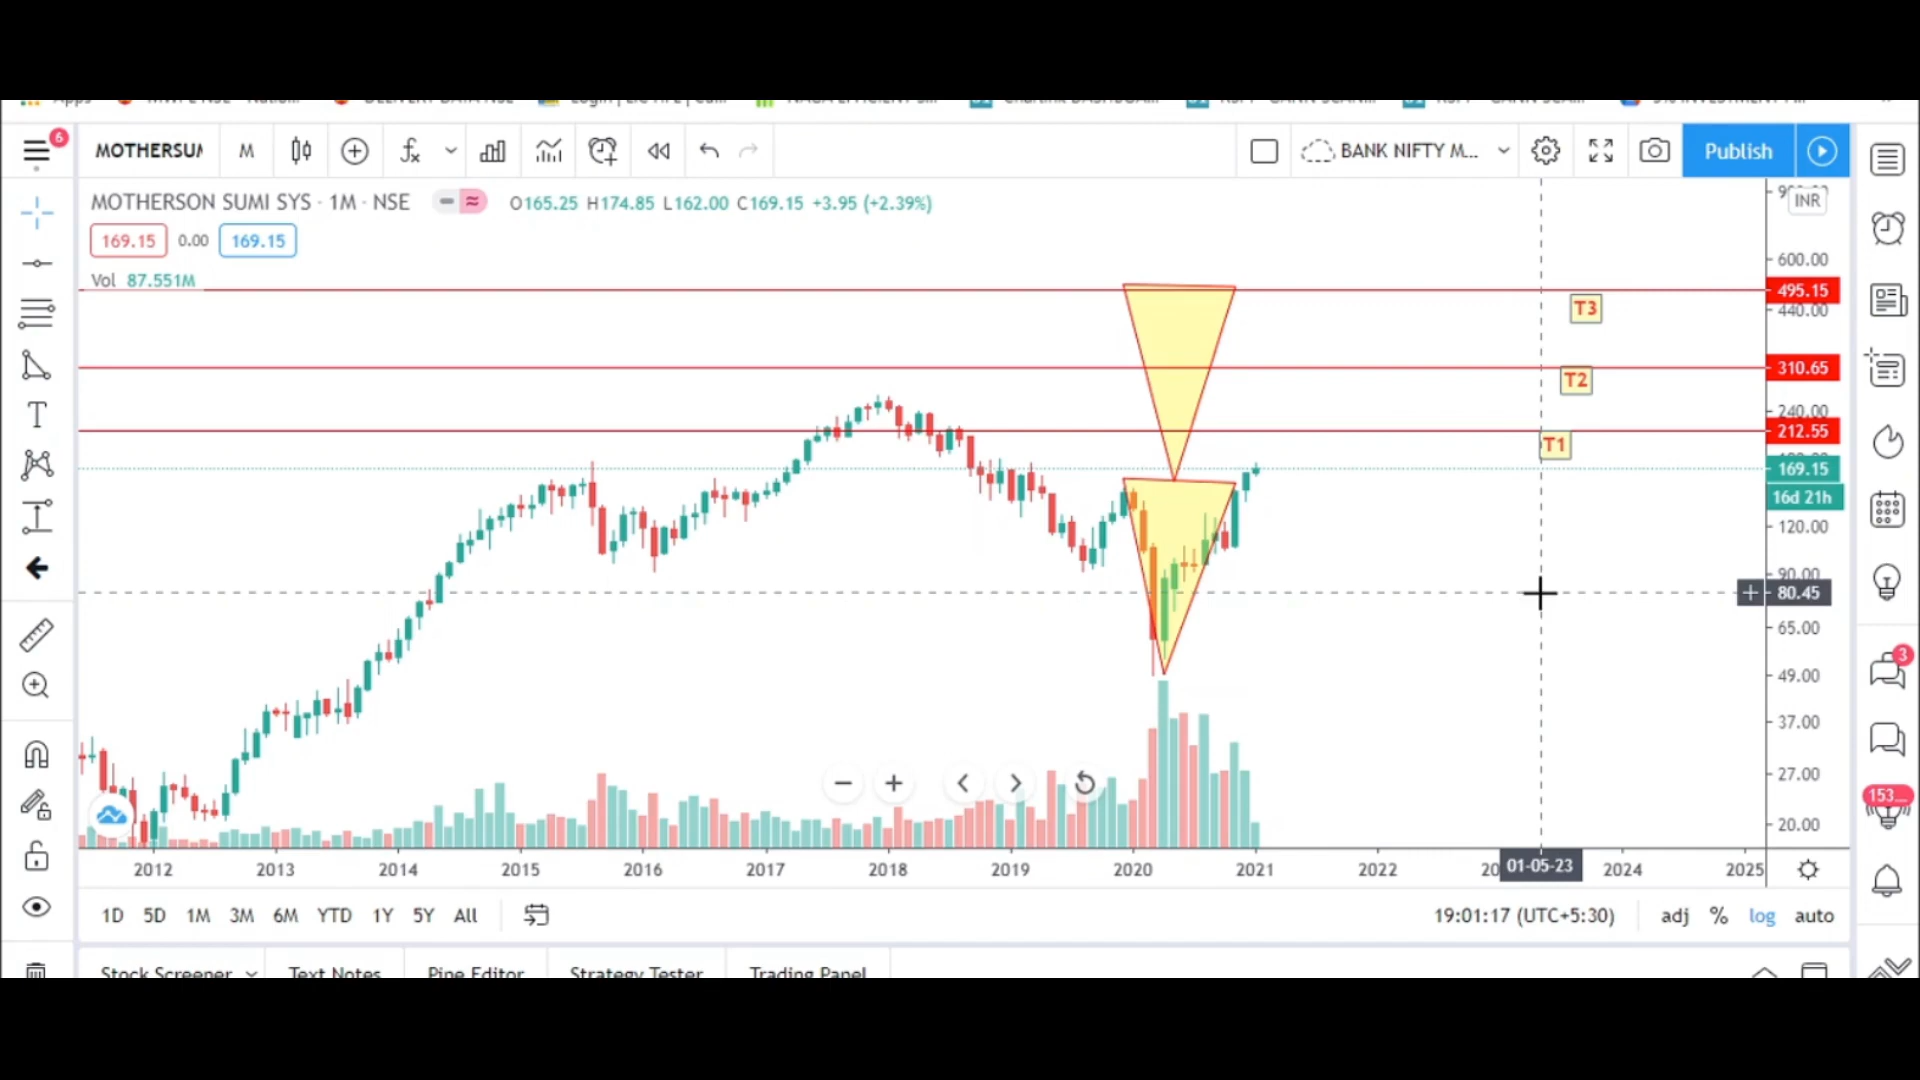 MOTHERSUM M fx BANK NIFTY M... Publish
6
MOTHERSON SUMI SYS · 1M · NSE O165.25 H174.85 L162.00 C169.15 +3.95 (+2.39%)
INR
169.15 0.00 169.15
Vol 87.551M
600.00
495.15
T3
440.00
310.65
T2
240.00
212.55
T1
169.15
16d 21h
120.00
90.00
80.45
65.00
3
49.00
37.00
27.00
153...
20.00
2012 2013 2014 2015 2016 2017 2018 2019 2020 2021 2022 20 01-05-23 2024 2025
1D 5D 1M 3M 6M YTD 1Y 5Y All 19:01:17 (UTC+5:30) adj % log auto
Stock Screener Text Notes Pine Editor Strategy Tester Trading Panel